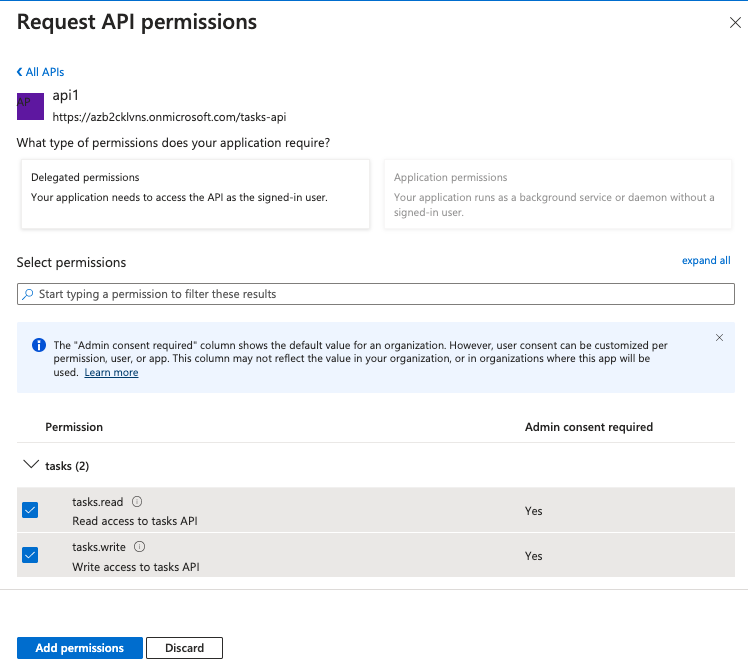 Request API permissions
All APIs
AP
api1
https://azb2cklvns.onmicrosoft.com/tasks-api
What type of permissions does your application require?
Delegated permissions
Your application needs to access the API as the signed-in user.
Application permissions
Your application runs as a background service or daemon without a
signed-in user.
Select permissions
expand all
Start typing a permission to filter these results
The "Admin consent required" column shows the default value for an organization. However, user consent can be customized per
permission, user, or app. This column may not reflect the value in your organization, or in organizations where this app will be
used. Learn more
Permission
Admin consent required
tasks (2)
tasks.read
Read access to tasks API
Yes
tasks.write
Write access to tasks API
Yes
Add permissions
Discard